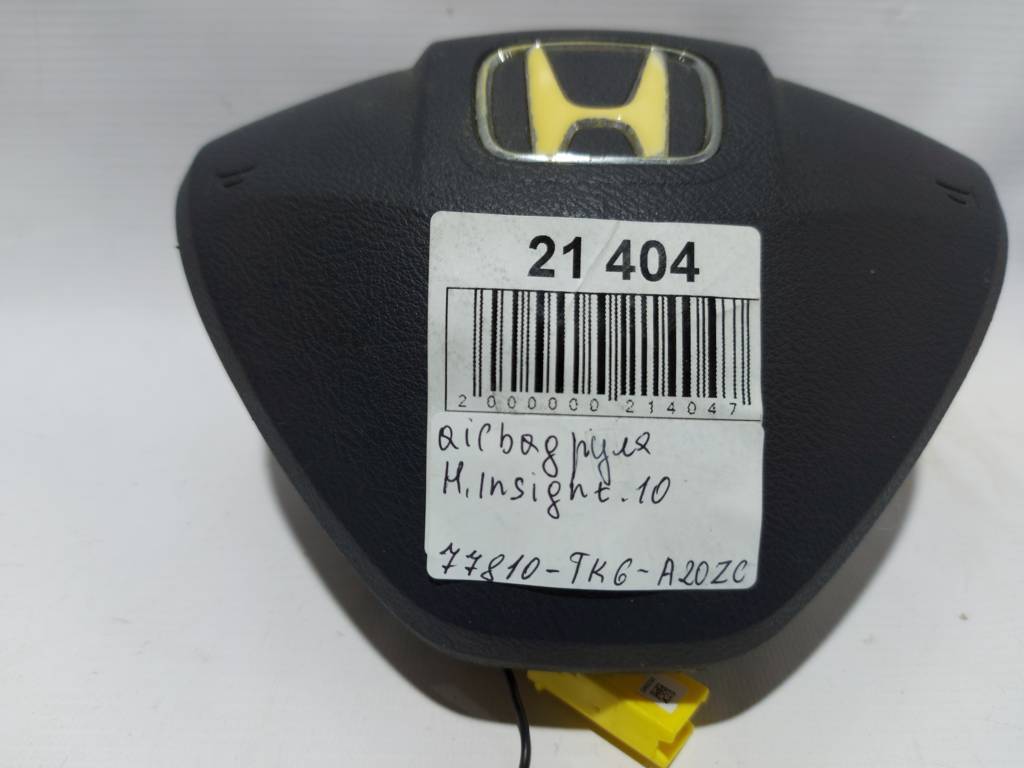 21 404
2 000000 214047
airbag руля
H.Insight.10
77810-TK6-A20ZC